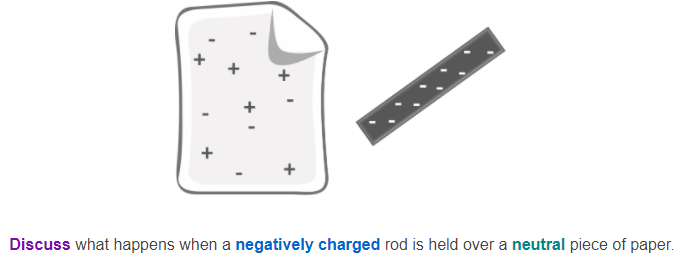 Discuss what happens when a negatively charged rod is held over a neutral piece of paper.